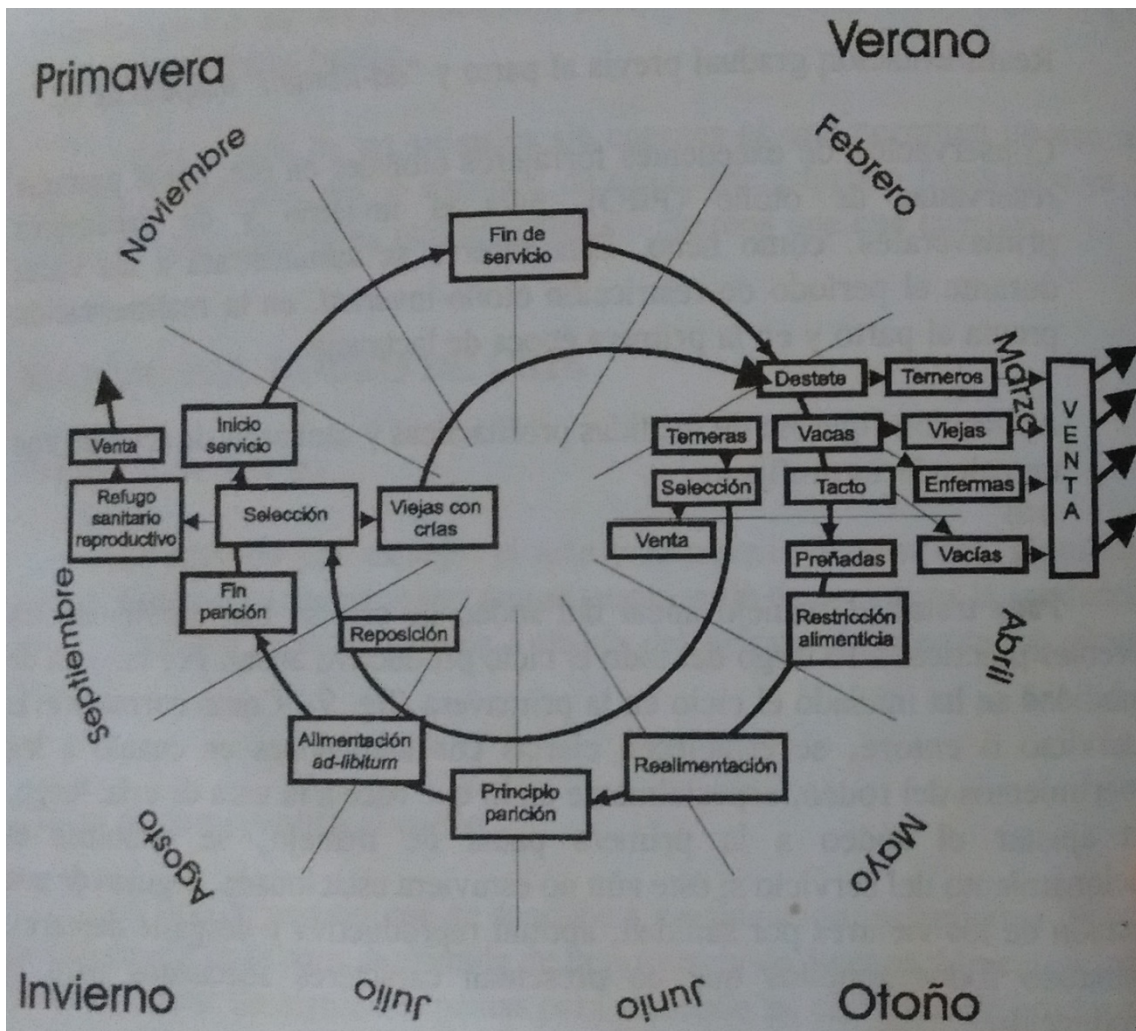 Primavera
Verano
Noviembre
Febrero
Fin de
servicio
Marzo
Destete
Terneros
Inicio
servicio
Venta
Terneras
Vacas
Viejas
VENTA
Refugo
sanitario
reproductivo
Selección
Viejas con
crías
Selección
Tacto
Enfermas
Venta
Preñadas
Vacías
Fin
parición
Reposición
Restricción
alimenticia
Septiembre
Abril
Alimentación
ad-libitum
Principio
parición
Realimentación
Agosto
Mayo
Invierno
Julio
Junio
Otoño